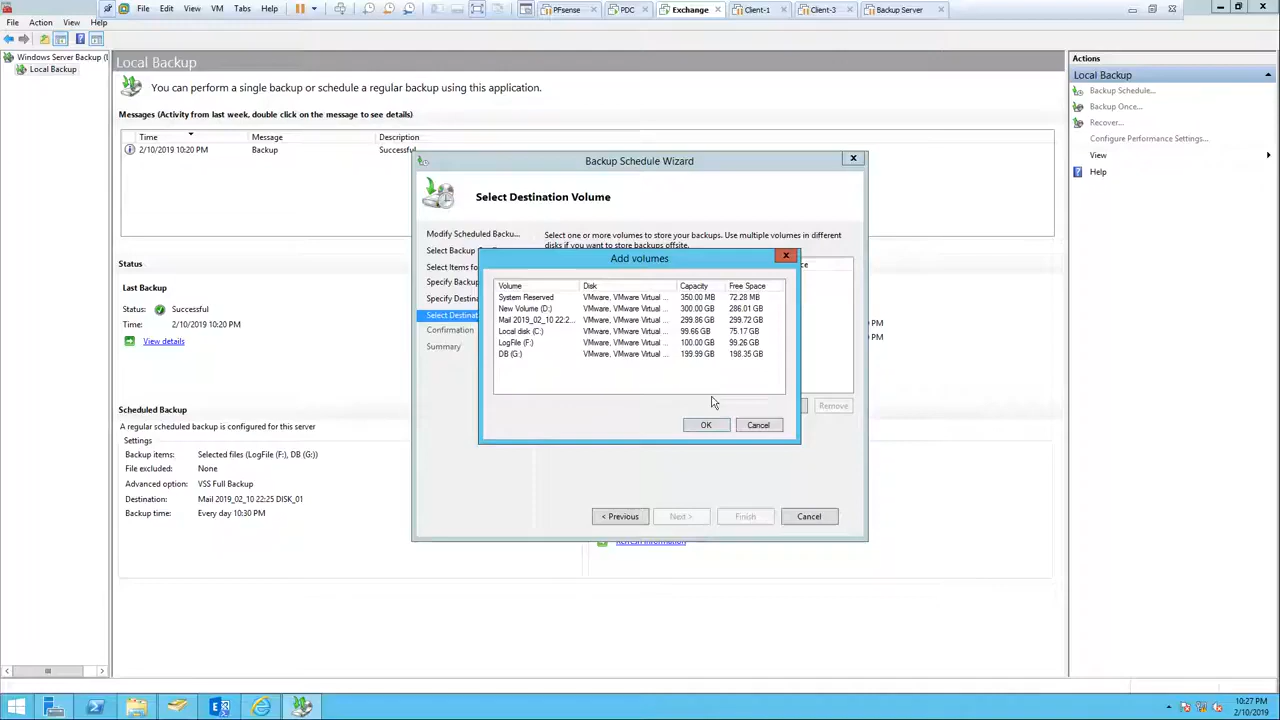 File Edit View VM Tabs Help
PFsense PDC Exchange Client-1 Client-3 Backup Server
File Action View Help
Windows Server Backup (l
Local Backup
Local Backup
You can perform a single backup or schedule a regular backup using this application.
Messages (Activity from last week, double click on the message to see details)
Time Message Description
2/10/2019 10:20 PM Backup Successful
Status
Last Backup
Status: Successful
Time: 2/10/2019 10:20 PM
View details
PM
PM
Scheduled Backup
A regular scheduled backup is configured for this server
Settings
Backup items: Selected files (LogFile (F:), DB (G:))
File excluded: None
Advanced option: VSS Full Backup
Destination: Mail 2019_02_10 22:25 DISK_01
Backup time: Every day 10:30 PM
Refresh information
Backup Schedule Wizard
Select Destination Volume
Modify Scheduled Backu...
Select Backup
Select Items fo
Specify Backup
Specify Destina
Select Destinat
Confirmation
Summary
Select one or more volumes to store your backups. Use multiple volumes in different
disks if you want to store backups offsite.
ce
Remove
< Previous Next > Finish Cancel
Add volumes
Volume Disk Capacity Free Space
System Reserved VMware, VMware Virtual ... 350.00 MB 72.28 MB
New Volume (D:) VMware, VMware Virtual ... 300.00 GB 286.01 GB
Mail 2019_02_10 22:2... VMware, VMware Virtual ... 299.86 GB 299.72 GB
Local disk (C:) VMware, VMware Virtual ... 99.66 GB 75.17 GB
LogFile (F:) VMware, VMware Virtual ... 100.00 GB 99.26 GB
DB (G:) VMware, VMware Virtual ... 199.99 GB 198.35 GB
OK Cancel
Actions
Local Backup
Backup Schedule...
Backup Once...
Recover...
Configure Performance Settings...
View
Help
10:27 PM
2/10/2019